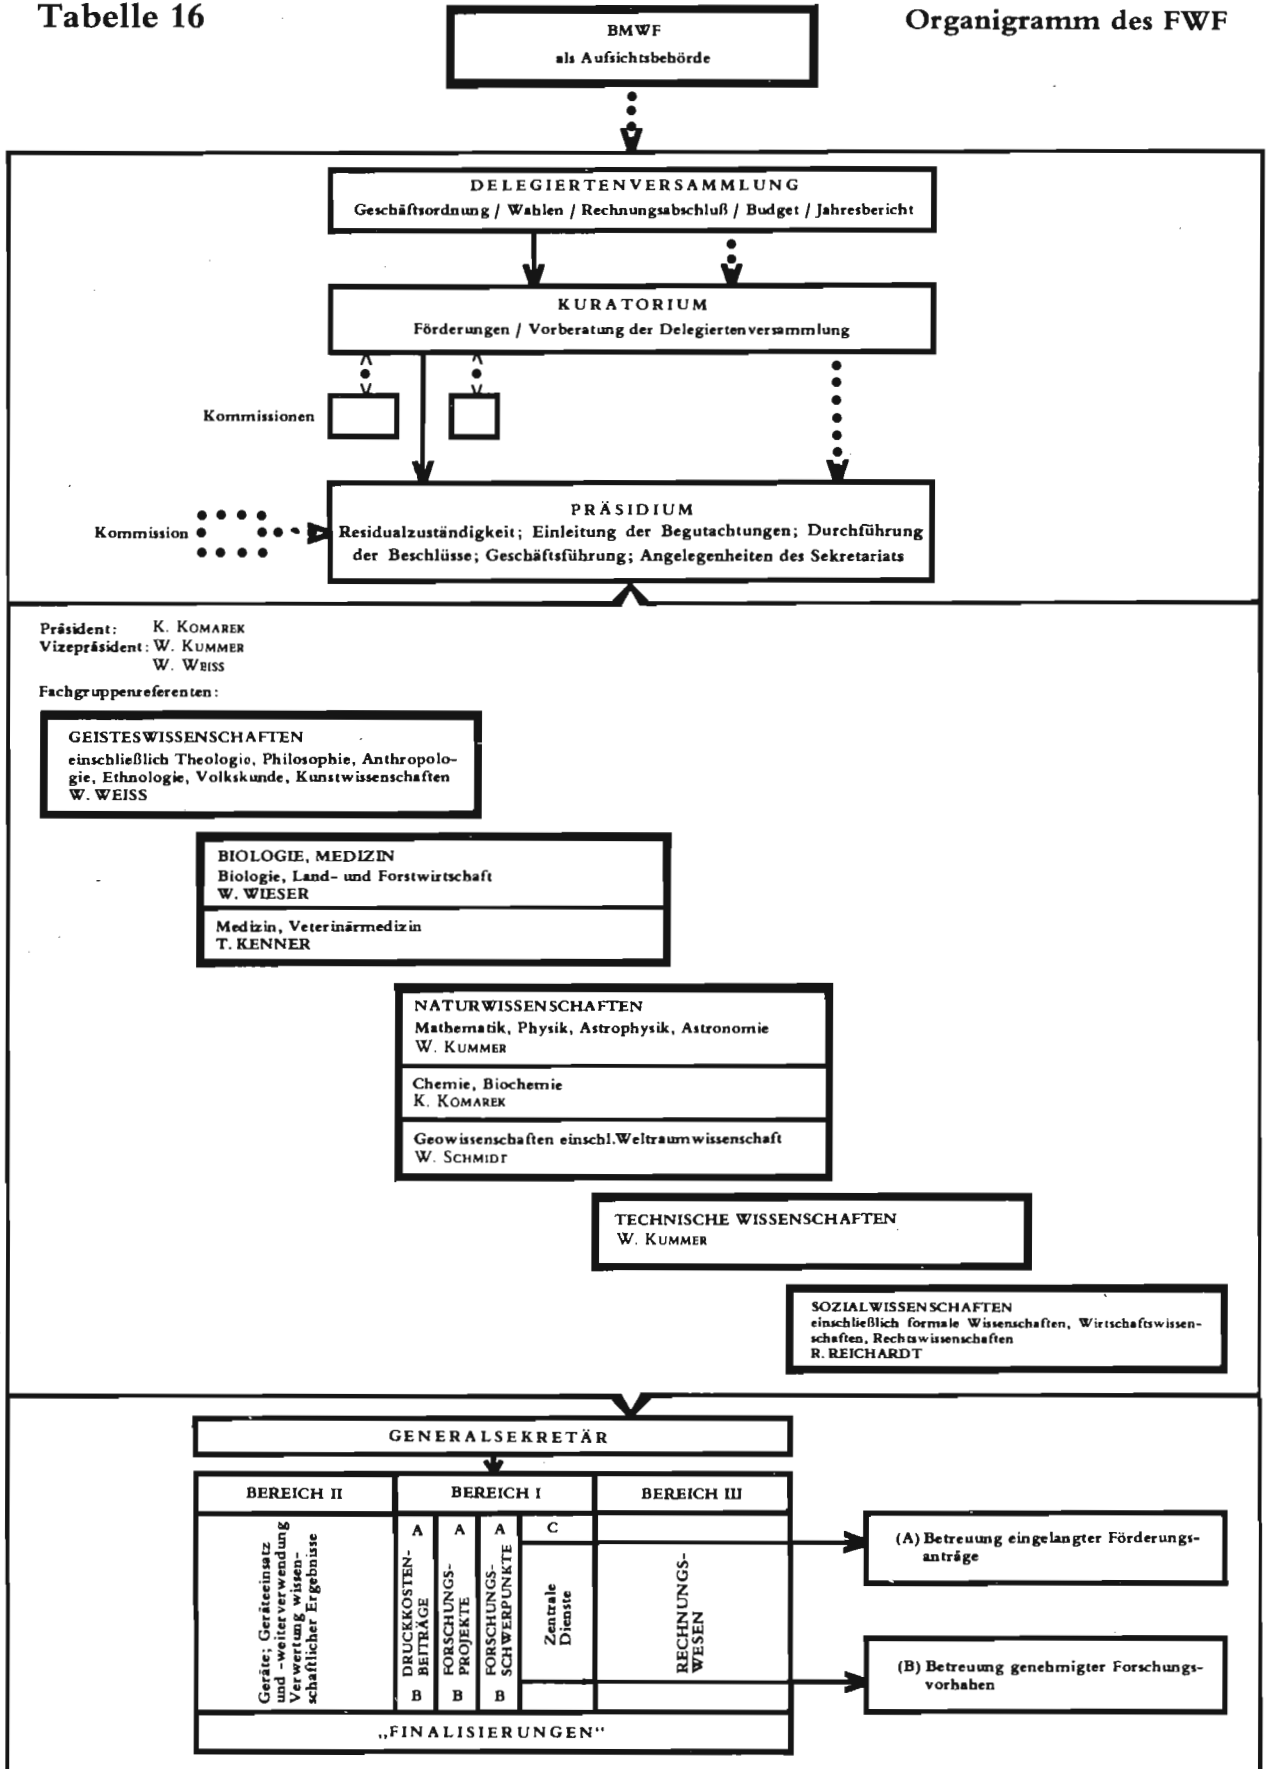 Tabelle 16
Organigramm des FWF
BMWF
als Aufsichtsbehörde
DELEGIERTENVERSAMMLUNG
Geschäftsordnung / Wahlen / Rechnungsabschluß / Budget / Jahresbericht
KURATORIUM
Förderungen / Vorberatung der Delegiertenversammlung
Kommissionen
PRÄSIDIUM
Residualzuständigkeit; Einleitung der Begutachtungen; Durchführung
der Beschlüsse; Geschäftsführung; Angelegenheiten des Sekretariats
Kommission
Präsident: K. KOMAREK
Vizepräsident: W. KUMMER
W. WEISS
Fachgruppenreferenten:
GEISTESWISSENSCHAFTEN
einschließlich Theologie, Philosophie, Anthropolo-
gie, Ethnologie, Volkskunde, Kunstwissenschaften
W. WEISS
BIOLOGIE, MEDIZIN
Biologie, Land- und Forstwirtschaft
W. WIESER
Medizin, Veterinärmedizin
T. KENNER
NATURWISSENSCHAFTEN
Mathematik, Physik, Astrophysik, Astronomie
W. KUMMER
Chemie, Biochemie
K. KOMAREK
Geowissenschaften einschl. Weltraumwissenschaft
W. SCHMIDT
TECHNISCHE WISSENSCHAFTEN
W. KUMMER
SOZIALWISSENSCHAFTEN
einschließlich formale Wissenschaften, Wirtschaftswissen-
schaften, Rechtswissenschaften
R. REICHARDT
GENERALSEKRETÄR
BEREICH II
BEREICH I
BEREICH III
Geräte; Geräteeinsatz
und -weiterverwendung
Verwertung wissen-
schaftlicher Ergebnisse
A
DRUCKKOSTEN-
BEITRÄGE
B
A
FORSCHUNGS-
PROJEKTE
B
A
FORSCHUNGS-
SCHWERPUNKTE
B
C
Zentrale
Dienste
RECHNUNGS-
WESEN
(A) Betreuung eingelangter Förderungs-
anträge
(B) Betreuung genehmigter Forschungs-
vorhaben
„FINALISIERUNGEN“